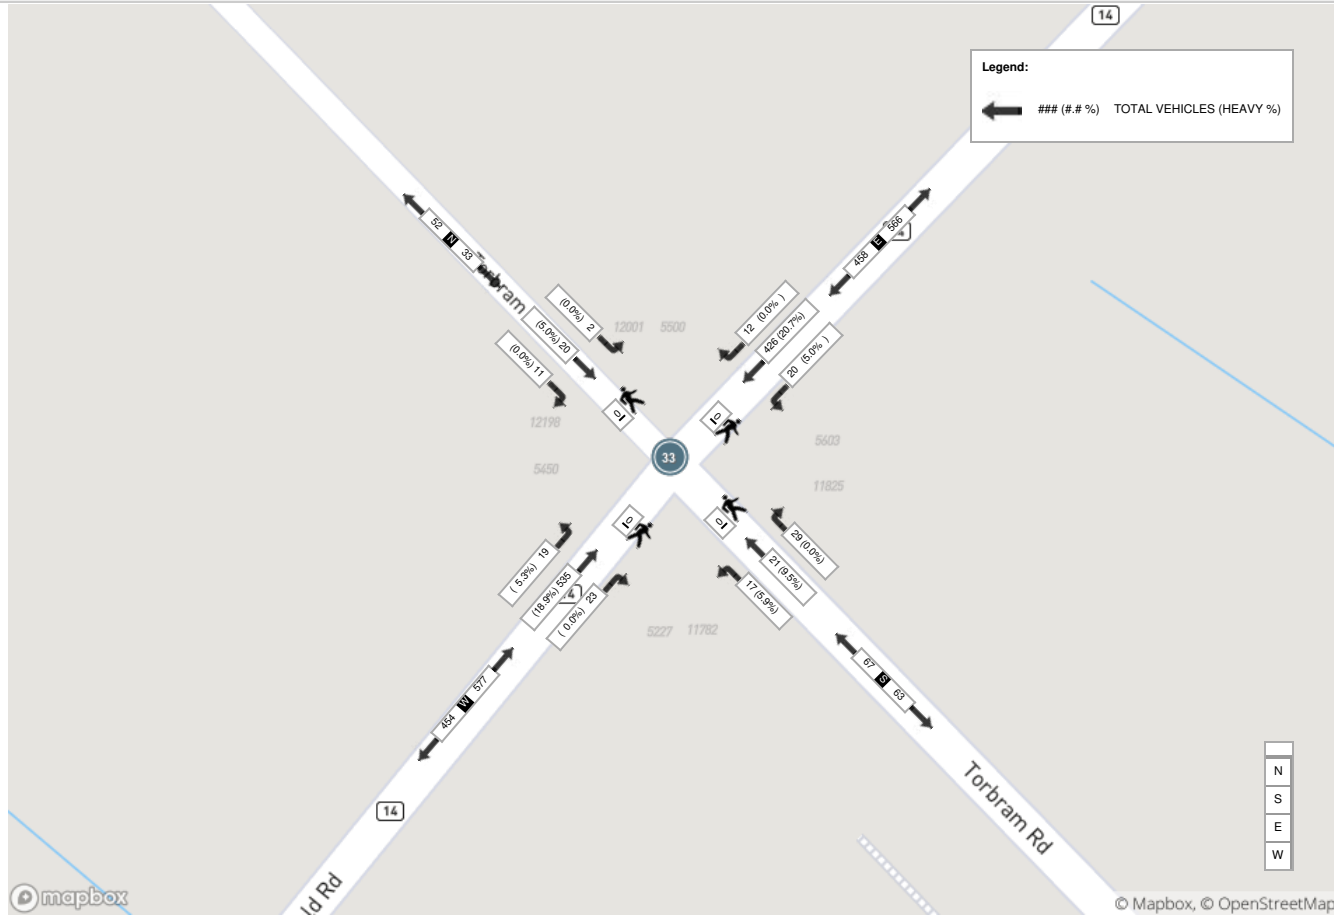 14
Legend:
### (#.# %) TOTAL VEHICLES (HEAVY %)
52 N 33
458 E 566
Torbram
(0.0%) 2
(5.0%) 20
(0.0%) 11
12 (0.0% )
426 (20.7%)
20 (5.0% )
12001 5500
12198
5450
5603
11825
0
0
33
0
0
( 5.3%) 19
(18.9%) 535
( 0.0%) 23
29 (0.0%)
21 (9.5%)
17 (5.9%)
5227 11782
454 W 577
67 S 63
14
Torbram Rd
ld Rd
N
S
E
W
mapbox
© Mapbox, © OpenStreetMap